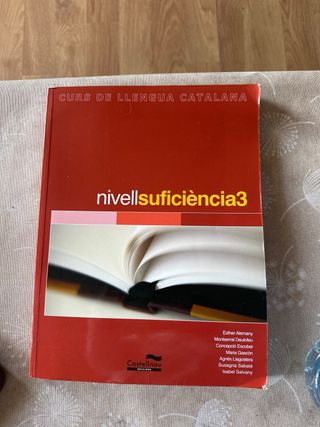 CURS DE LLENGUA CATALANA
nivellsuficiència3
Esther Alemany
Montserrat Deulofeu
Concepció Escobet
Maria Gascón
Agnès Llagostera
Susagna Sabaté
Isabel Salvany
Castellnou
EDICIONS